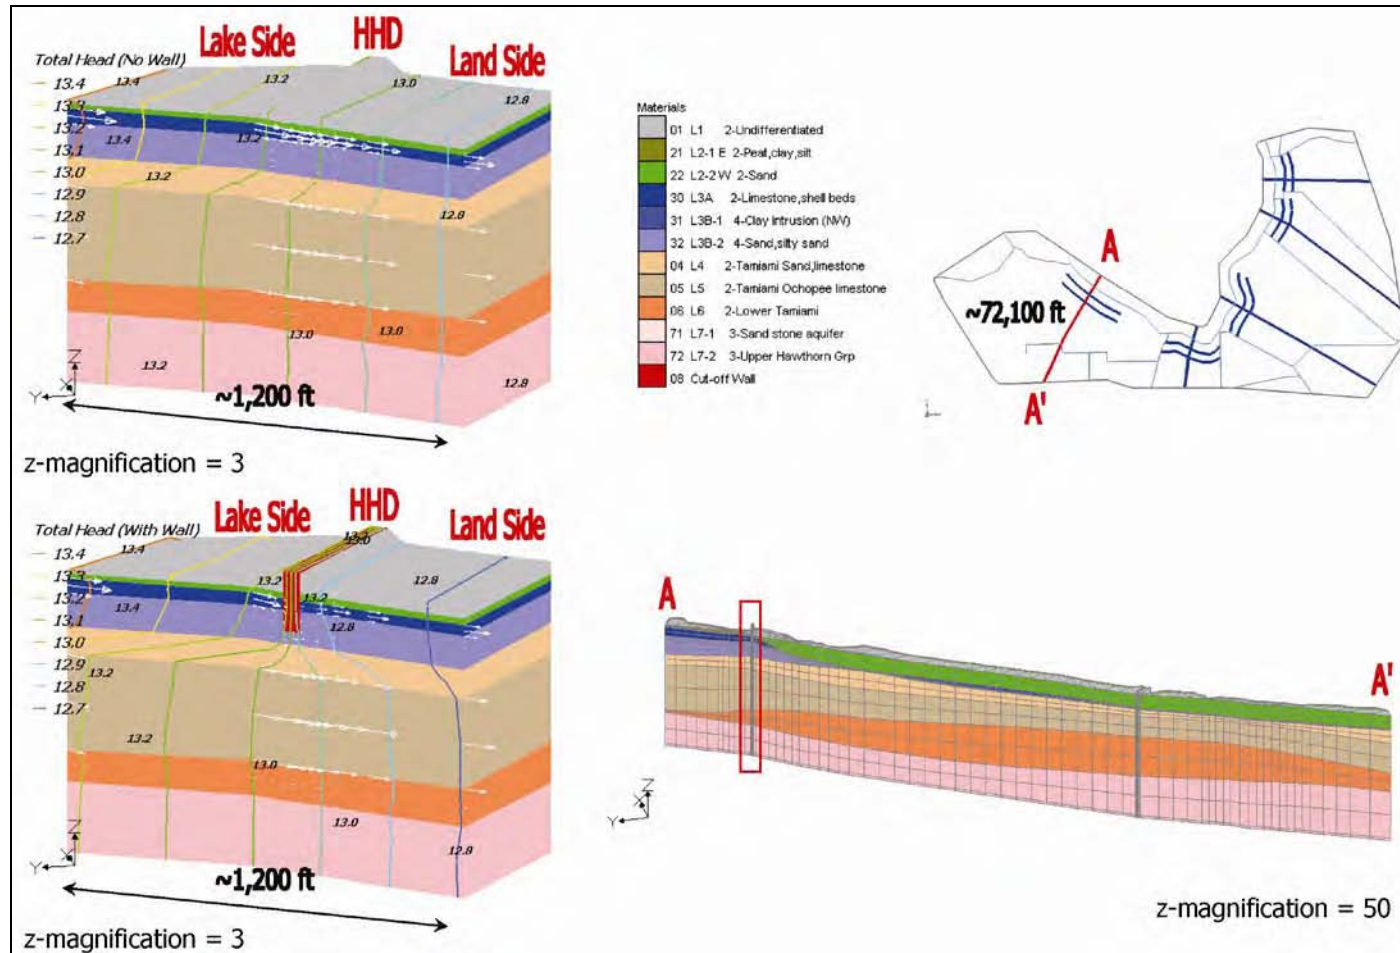 Lake Side HHD Land Side
Total Head (No Wall)
13.4
13.3
13.2
13.1
13.0
12.9
12.8
12.7
13.4
13.2
13.0
12.8
13.4
13.2
13.2
12.8
13.0
13.0
13.2
12.8
Z
X
Y
~1,200 ft
z-magnification = 3
Materials
01 L1 2-Undifferentiated
21 L2-1 E 2-Peat,clay,silt
22 L2-2 W 2-Sand
30 L3A 2-Limestone,shell beds
31 L3B-1 4-Clay Intrusion (NW)
32 L3B-2 4-Sand,silty sand
04 L4 2-Tamiami Sand,limestone
05 L5 2-Tamiami Ochopee limestone
06 L6 2-Lower Tamiami
71 L7-1 3-Sand stone aquifer
72 L7-2 3-Upper Hawthorn Grp
08 Cut-off Wall
A
~72,100 ft
A'
Lake Side HHD Land Side
Total Head (With Wall)
13.4
13.3
13.2
13.1
13.0
12.9
12.8
12.7
13.4
13.2
13.0
13.2
12.8
13.4
13.2
12.8
13.2
13.2
13.0
13.0
12.8
Z
X
Y
~1,200 ft
z-magnification = 3
A
A'
Z
X
Y
z-magnification = 50